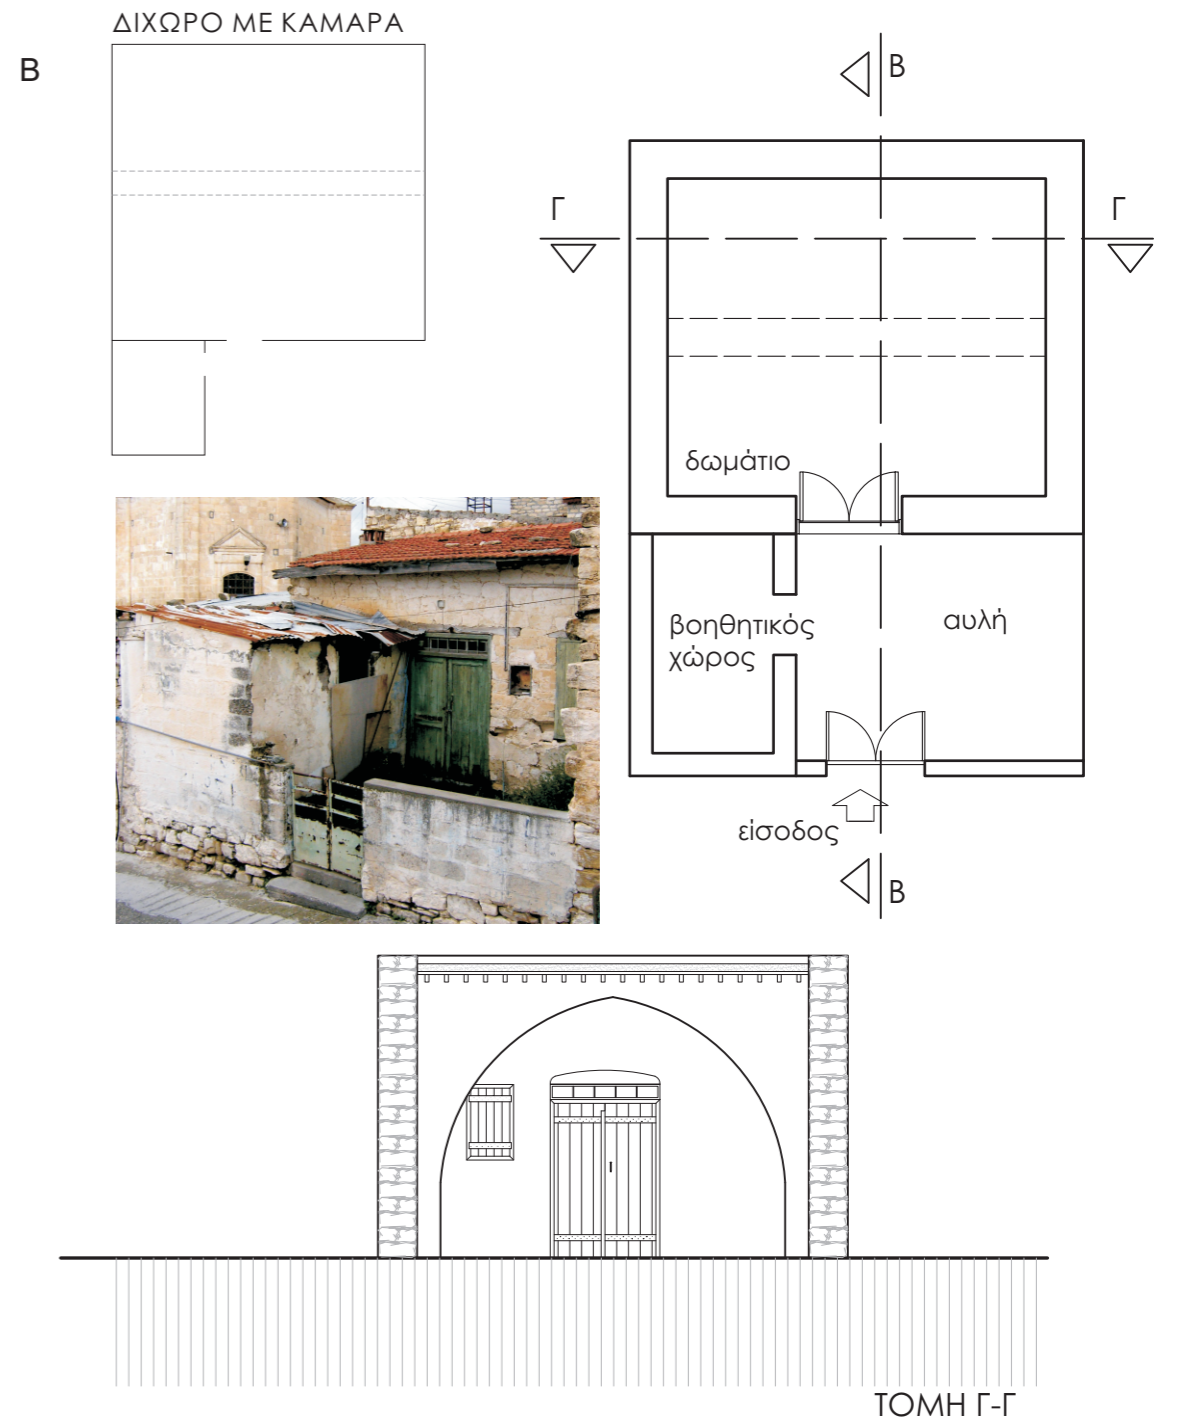 ΔΙΧΩΡΟ ΜΕ ΚΑΜΑΡΑ
Β
Β
Γ
Γ
δωμάτιο
βοηθητικός
χώρος
αυλή
είσοδος
Β
ΤΟΜΗ Γ-Γ